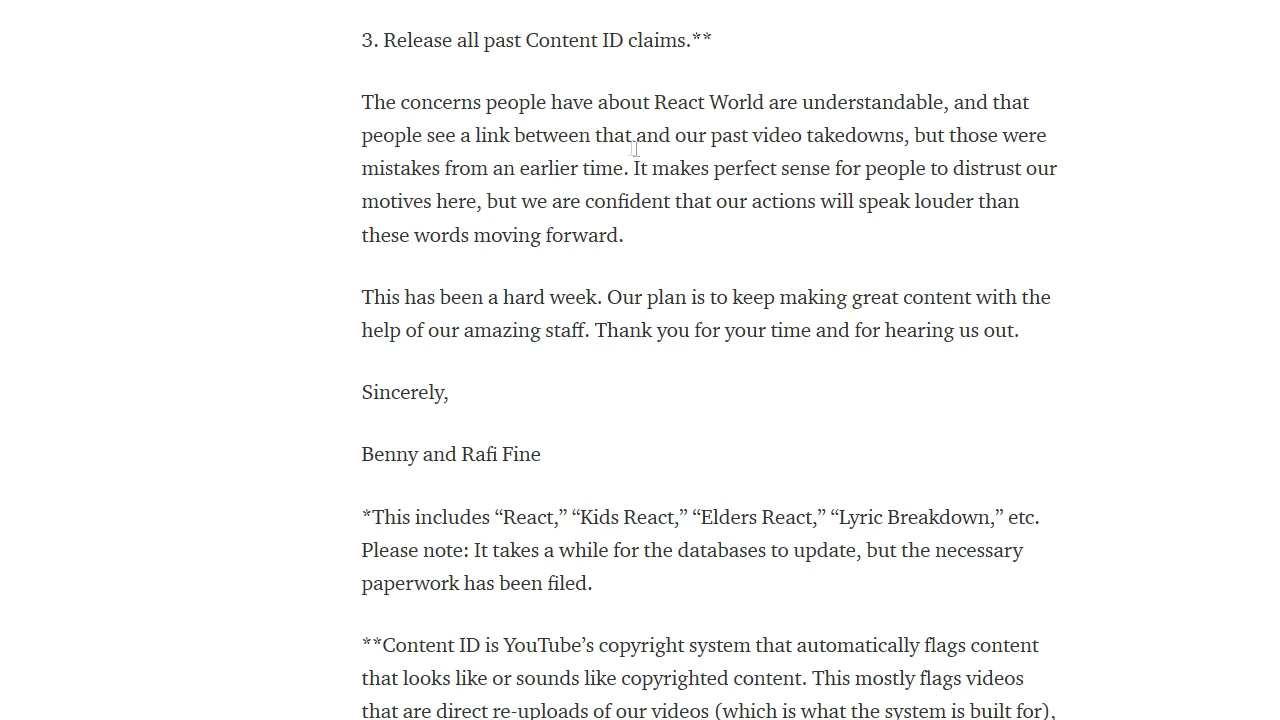 3. Release all past Content ID claims.**
The concerns people have about React World are understandable, and that
people see a link between that and our past video takedowns, but those were
mistakes from an earlier time. It makes perfect sense for people to distrust our
motives here, but we are confident that our actions will speak louder than
these words moving forward.
This has been a hard week. Our plan is to keep making great content with the
help of our amazing staff. Thank you for your time and for hearing us out.
Sincerely,
Benny and Rafi Fine
*This includes “React,” “Kids React,” “Elders React,” “Lyric Breakdown,” etc.
Please note: It takes a while for the databases to update, but the necessary
paperwork has been filed.
**Content ID is YouTube’s copyright system that automatically flags content
that looks like or sounds like copyrighted content. This mostly flags videos
that are direct re-uploads of our videos (which is what the system is built for),